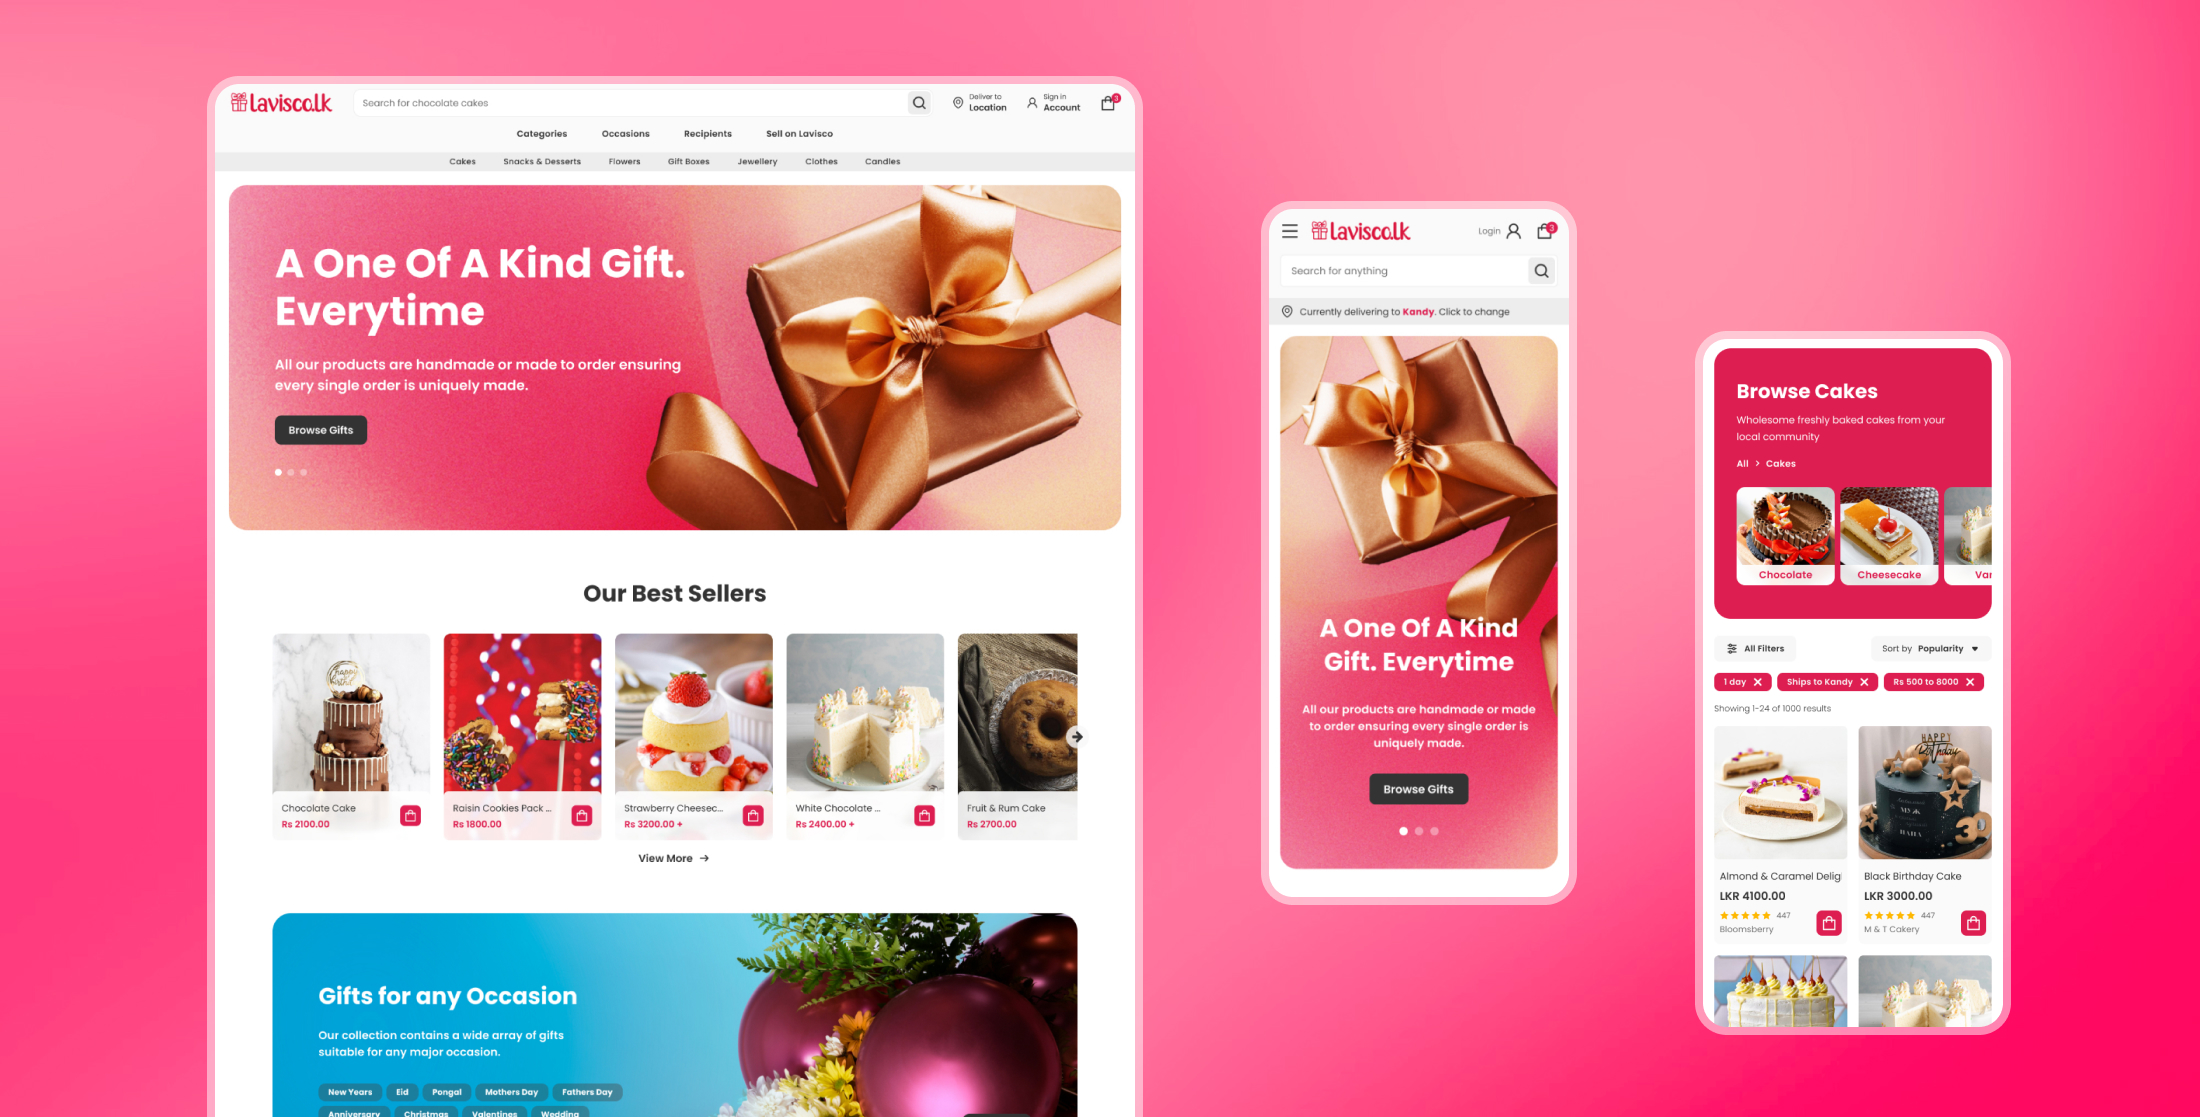 Lavisco.lk
Search for chocolate cakes
Deliver to
Location
Sign in
Account
3
Categories Occasions Recipients Sell on Lavisco
Cakes Snacks & Desserts Flowers Gift Boxes Jewellery Clothes Candles
A One Of A Kind Gift.
Everytime
All our products are handmade or made to order ensuring
every single order is uniquely made.
Browse Gifts
Our Best Sellers
happy
birthd
Chocolate Cake
Rs 2100.00
Raisin Cookies Pack ...
Rs 1800.00
Strawberry Cheesec...
Rs 3200.00 +
White Chocolate ...
Rs 2400.00 +
Fruit & Rum Cake
Rs 2700.00
View More
Gifts for any Occasion
Our collection contains a wide array of gifts
suitable for any major occasion.
New Years Eid Pongal Mothers Day Fathers Day
Anniversary Christmas Valentines Wedding
Lavisco.lk
Login
3
Search for anything
Currently delivering to Kandy. Click to change
A One Of A Kind
Gift. Everytime
All our products are handmade or made
to order ensuring every single order is
uniquely made.
Browse Gifts
Browse Cakes
Wholesome freshly baked cakes from your
local community
All > Cakes
Chocolate
Cheesecake
Van
All Filters
Sort by Popularity
1 day Ships to Kandy Rs 500 to 8000
Showing 1-24 of 1000 results
Almond & Caramel Delig
LKR 4100.00
447
Bloomsberry
HAPPY
Birthday
МУЖ
ПАПА
30
Black Birthday Cake
LKR 3000.00
447
M & T Cakery